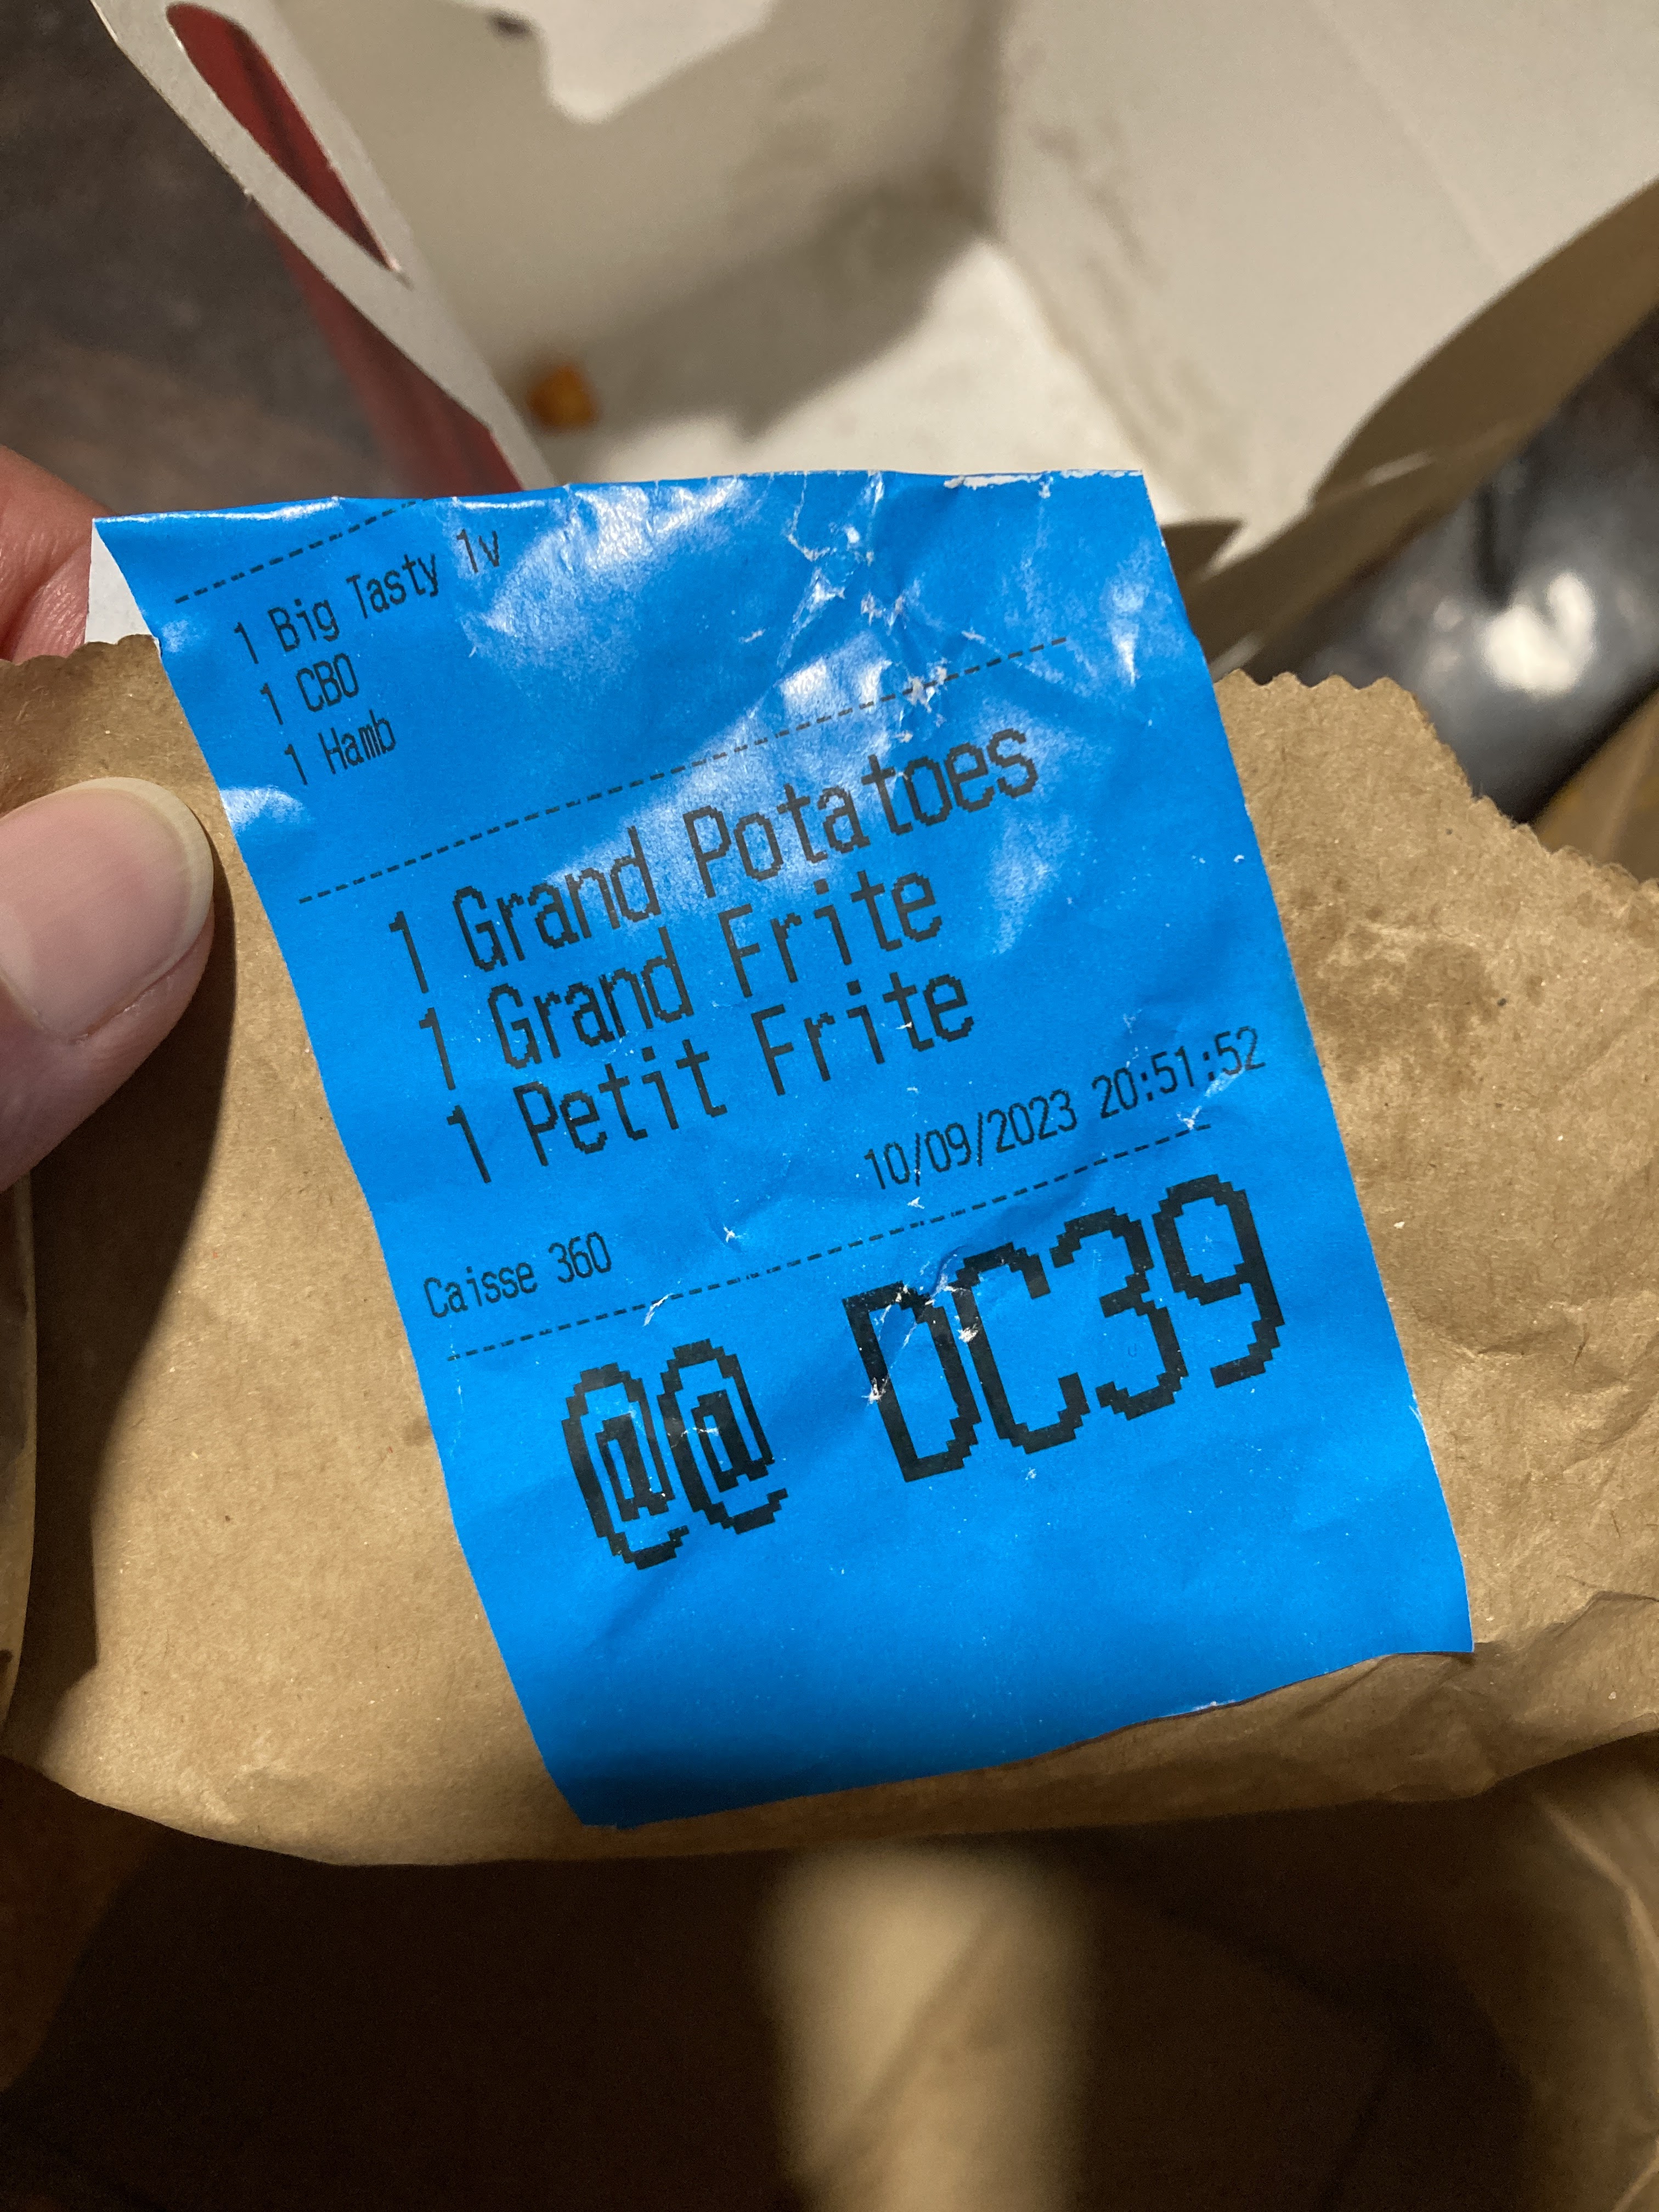 1 Big Tasty 1v
1 CBO
1 Hamb
1 Grand Potatoes
1 Grand Frite
1 Petit Frite
10/09/2023 20:51:52
Caisse 360
@@ DC39